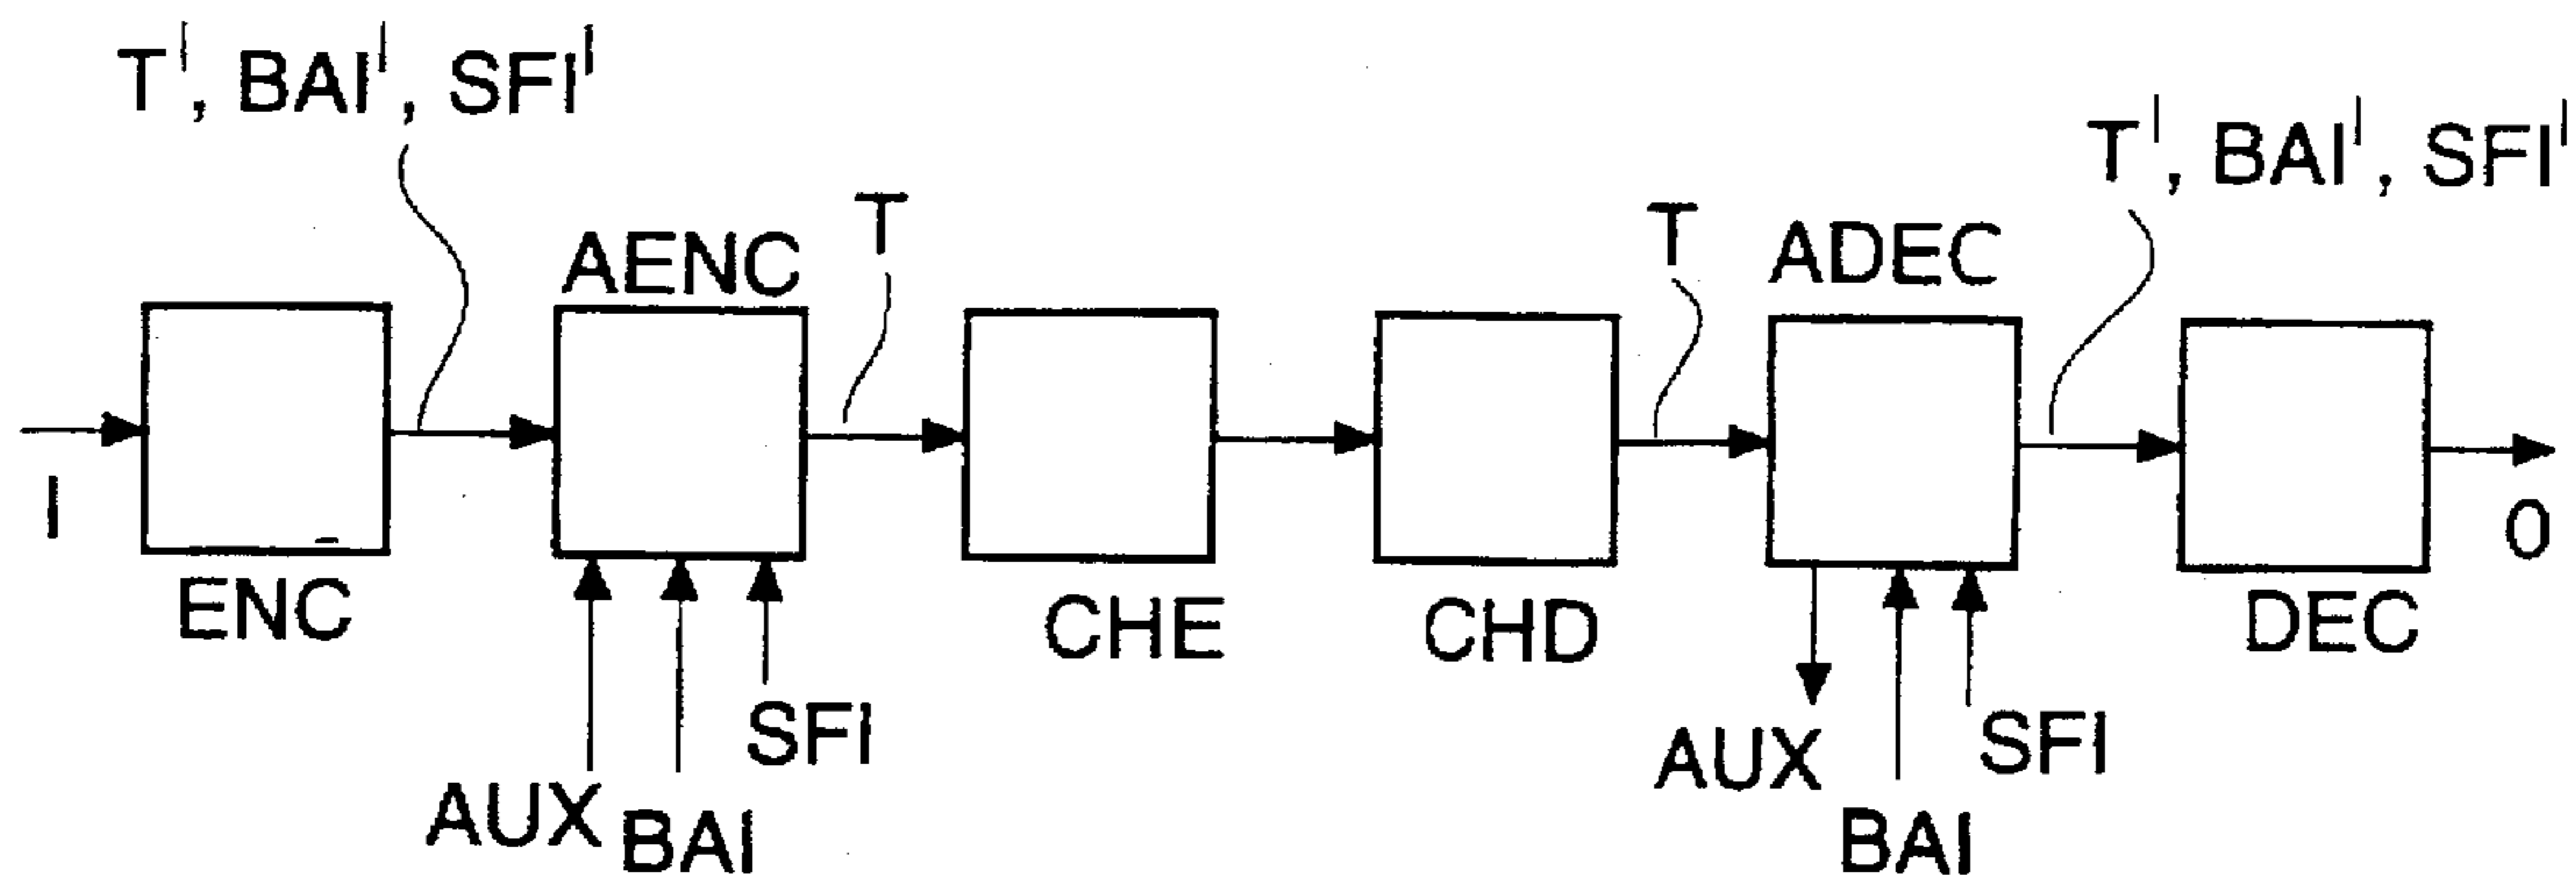 T', BAI', SFI'
T', BAI', SFI'
T
T
AENC
ADEC
I
O
ENC
CHE
CHD
DEC
SFI
SFI
AUX
BAI
AUX
BAI